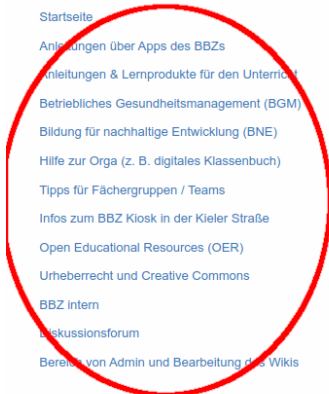 Startseite
Anleitungen über Apps des BBZs
Anleitungen & Lernprodukte für den Unterricht
Betriebliches Gesundheitsmanagement (BGM)
Bildung für nachhaltige Entwicklung (BNE)
Hilfe zur Orga (z. B. digitales Klassenbuch)
Tipps für Fächergruppen / Teams
Infos zum BBZ Kiosk in der Kieler Straße
Open Educational Resources (OER)
Urheberrecht und Creative Commons
BBZ intern
Diskussionsforum
Bereich von Admin und Bearbeitung des Wikis